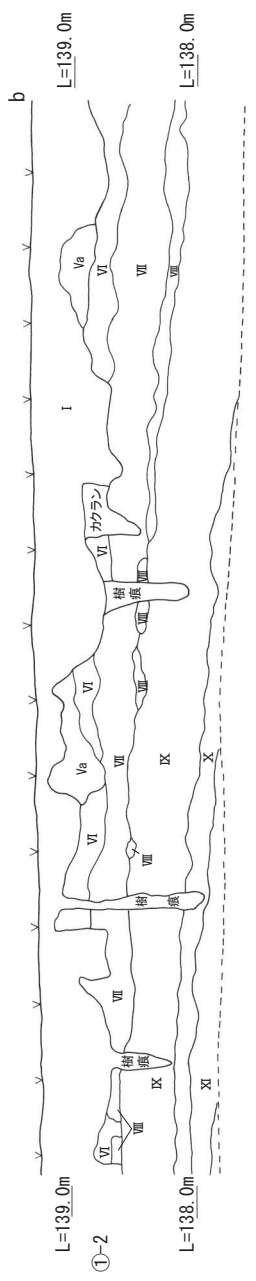 b
L=139.0m
L=139.0m
①-2
L=138.0m
L=138.0m
I
Va
Va
VI
VI
VI
VI
VI
カクラン
樹痕
樹痕
樹痕
VII
VII
VII
VIII
VIII
VIII
VIII
VIII
VIII
IX
IX
X
XI